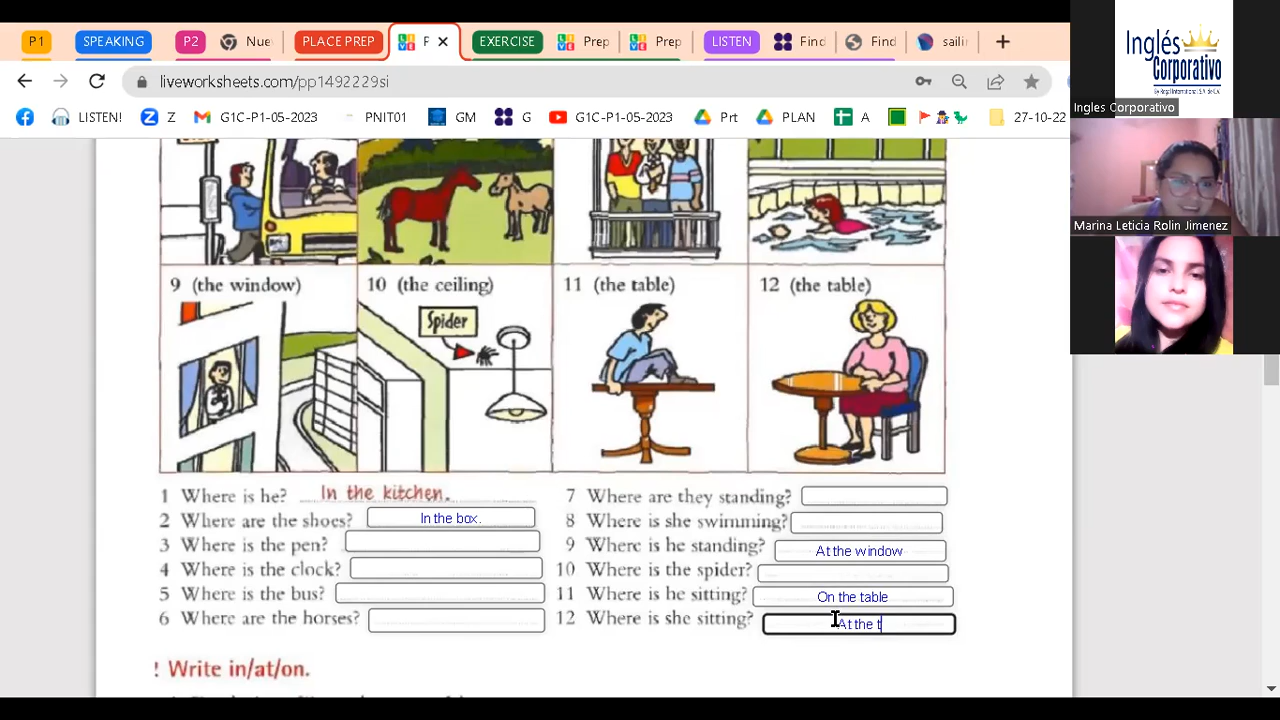 P1
SPEAKING
P2
Nue
PLACE PREP
F
EXERCISE
Prep
Prep
LISTEN
Find
Find
sailir
liveworksheets.com/pp1492229si
LISTEN!
Z
G1C-P1-05-2023
PNIT01
GM
G
G1C-P1-05-2023
Prt
PLAN
A
27-10-22
Inglés
Corporativo
Ingles Corporativo
Marina Leticia Rolin Jimenez
9 (the window)
10 (the ceiling)
11 (the table)
12 (the table)
Spider
1 Where is he? In the kitchen.
2 Where are the shoes? In the box.
3 Where is the pen?
4 Where is the clock?
5 Where is the bus?
6 Where are the horses?
7 Where are they standing?
8 Where is she swimming?
9 Where is he standing? At the window
10 Where is the spider?
11 Where is he sitting? On the table
12 Where is she sitting? At the t
! Write in/at/on.